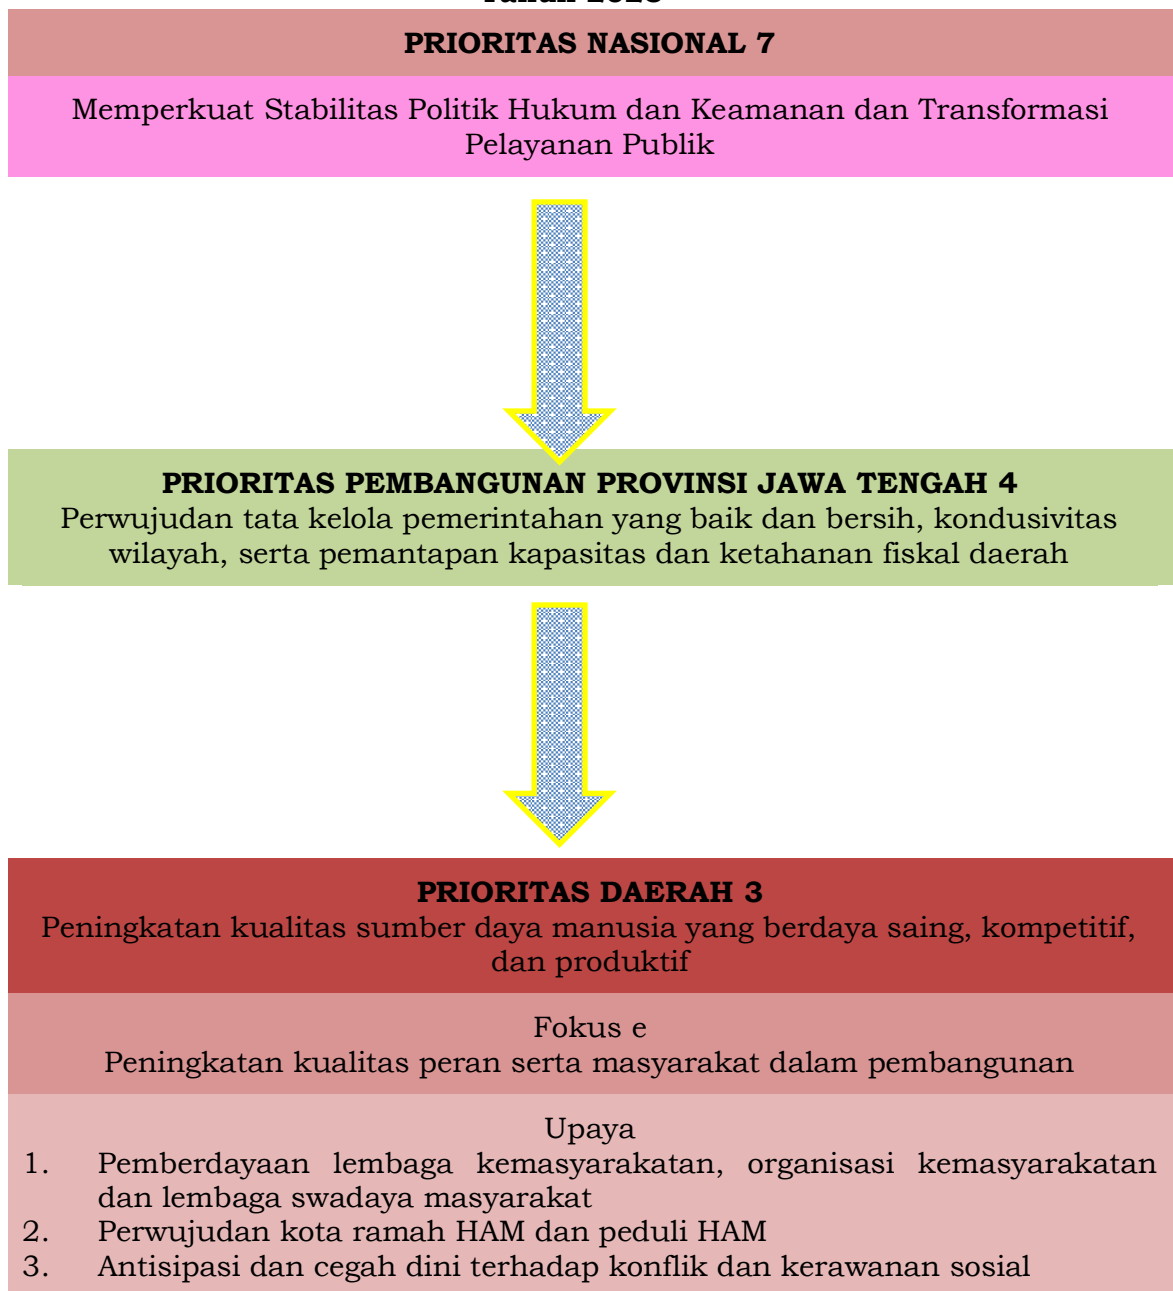 PRIORITAS NASIONAL 7
Memperkuat Stabilitas Politik Hukum dan Keamanan dan Transformasi
Pelayanan Publik
PRIORITAS PEMBANGUNAN PROVINSI JAWA TENGAH 4
Perwujudan tata kelola pemerintahan yang baik dan bersih, kondusivitas
wilayah, serta pemantapan kapasitas dan ketahanan fiskal daerah
PRIORITAS DAERAH 3
Peningkatan kualitas sumber daya manusia yang berdaya saing, kompetitif,
dan produktif
Fokus e
Peningkatan kualitas peran serta masyarakat dalam pembangunan
Upaya
1. Pemberdayaan lembaga kemasyarakatan, organisasi kemasyarakatan
dan lembaga swadaya masyarakat
2. Perwujudan kota ramah HAM dan peduli HAM
3. Antisipasi dan cegah dini terhadap konflik dan kerawanan sosial